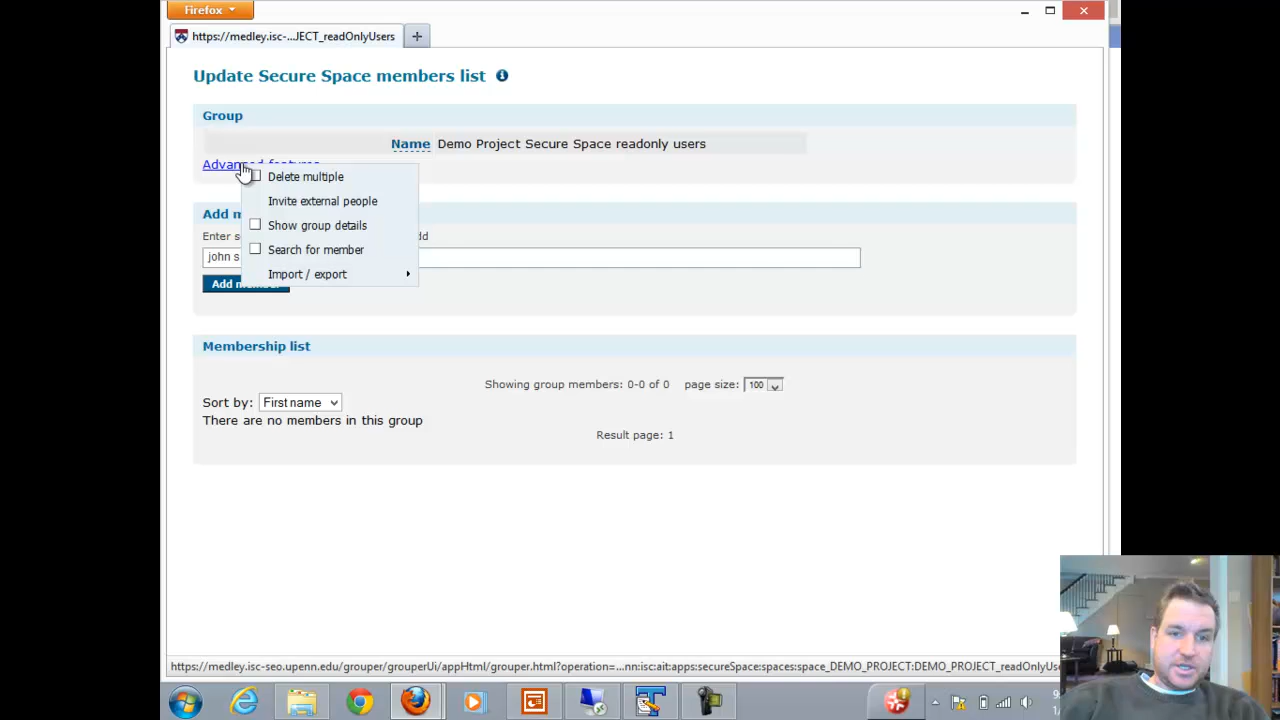 Firefox
https://medley.isc-...JECT_readOnlyUsers
Update Secure Space members list
Group
Name Demo Project Secure Space readonly users
Advanced features
Delete multiple
Invite external people
Show group details
Search for member
Import / export
Add m
Enter s dd
john s
Add member
Membership list
Showing group members: 0-0 of 0 page size: 100
Sort by: First name
There are no members in this group
Result page: 1
https://medley.isc-seo.upenn.edu/grouper/grouperUi/appHtml/grouper.html?operation=...nn:isc:ait:apps:secureSpace:spaces:space_DEMO_PROJECT:DEMO_PROJECT_readOnlyUse